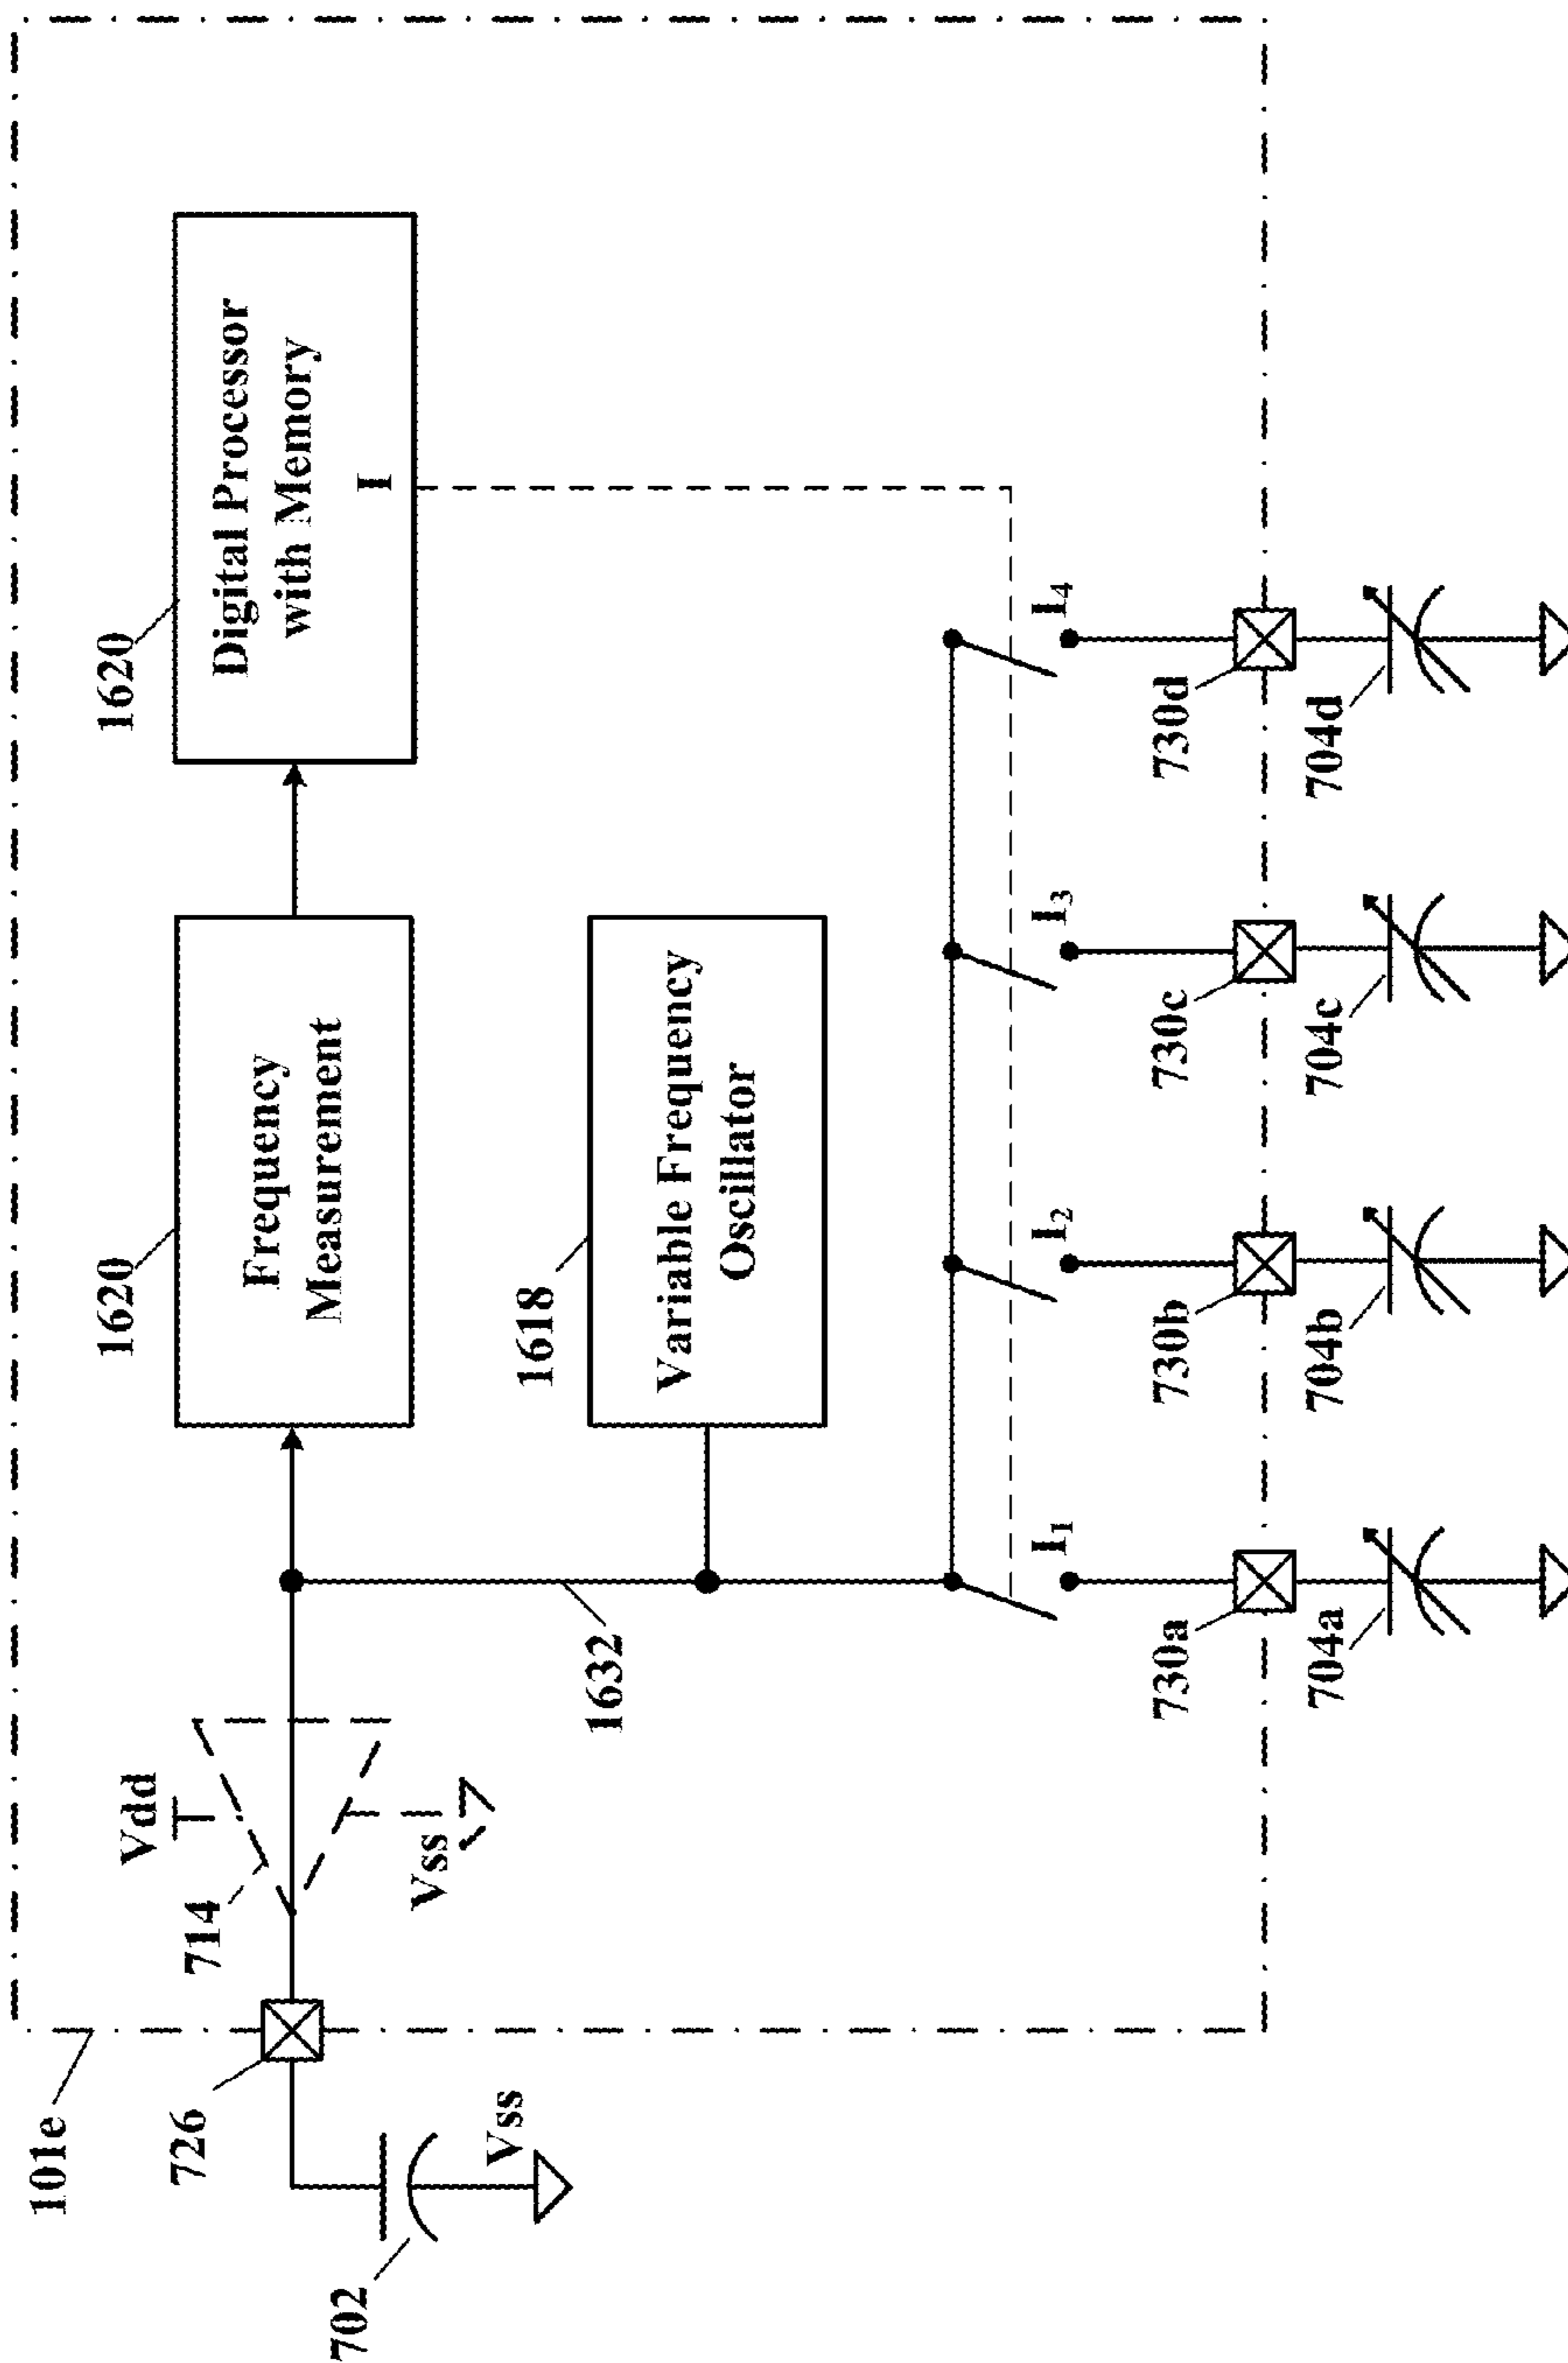 101e
1620
1620
Frequency
Measurement
Digital Processor
with Memory
I
Vdd
714
726
Vss
702
Vss
1618
Variable Frequency
Oscillator
1632
I₁
I₂
I₃
I₄
730a
730b
730c
730d
704a
704b
704c
704d